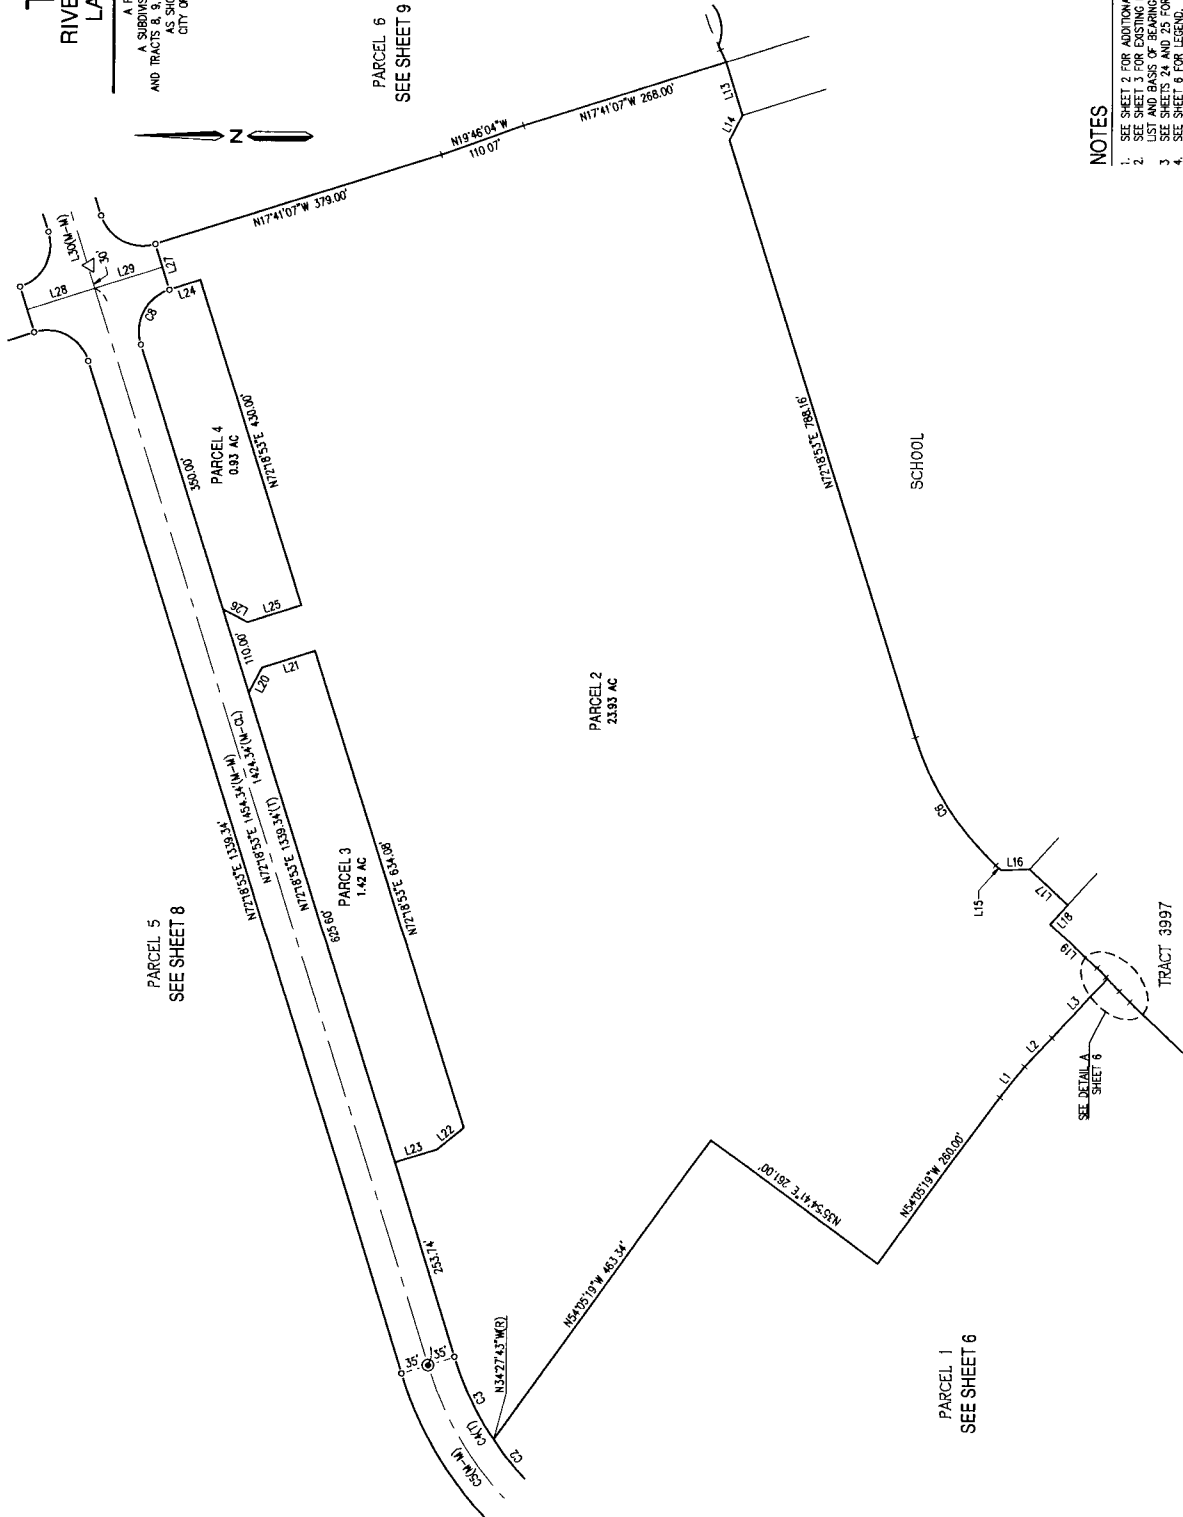 RIVE
LA
A P
A SUBDIVIS
AND TRACTS 8, 9,
AS SHO
CITY OF
N
PARCEL 6
SEE SHEET 9
L30(M-M)
30'
L28
L29
L27
L24
C8
N17°41'07"W 379.00'
N19°46'04"W
110.07'
N17°41'07"W 268.00'
L13
L14
350.00'
PARCEL 4
0.93 AC
N72°18'53"E 430.00'
L26
L25
110.00'
L20
L21
N72°18'53"E 788.16'
SCHOOL
PARCEL 2
23.93 AC
N72°18'53"E 1339.34'
N72°18'53"E 1454.34'(M-M)
1424.34'(M-CL)
N72°18'53"E 1339.34'(T)
625.60'
PARCEL 3
1.42 AC
N72°18'53"E 634.08'
PARCEL 5
SEE SHEET 8
L23
L22
253.74'
35'
35'
C3
C4(T)
C5(M-M)
C2
N34°27'43"W(R)
N54°05'19"W 463.34'
N35°54'41"E 261.00'
N54°05'19"W 260.00'
L1
L2
L3
C6
L15
L16
L17
L18
L19
SEE DETAIL A
SHEET 6
TRACT 3997
PARCEL 1
SEE SHEET 6
NOTES
1. SEE SHEET 2 FOR ADDITIONA
2. SEE SHEET 3 FOR EXISTING
LIST AND BASIS OF BEARING
3 SEE SHEETS 24 AND 25 FOR
4. SEE SHEET 6 FOR LEGEND.